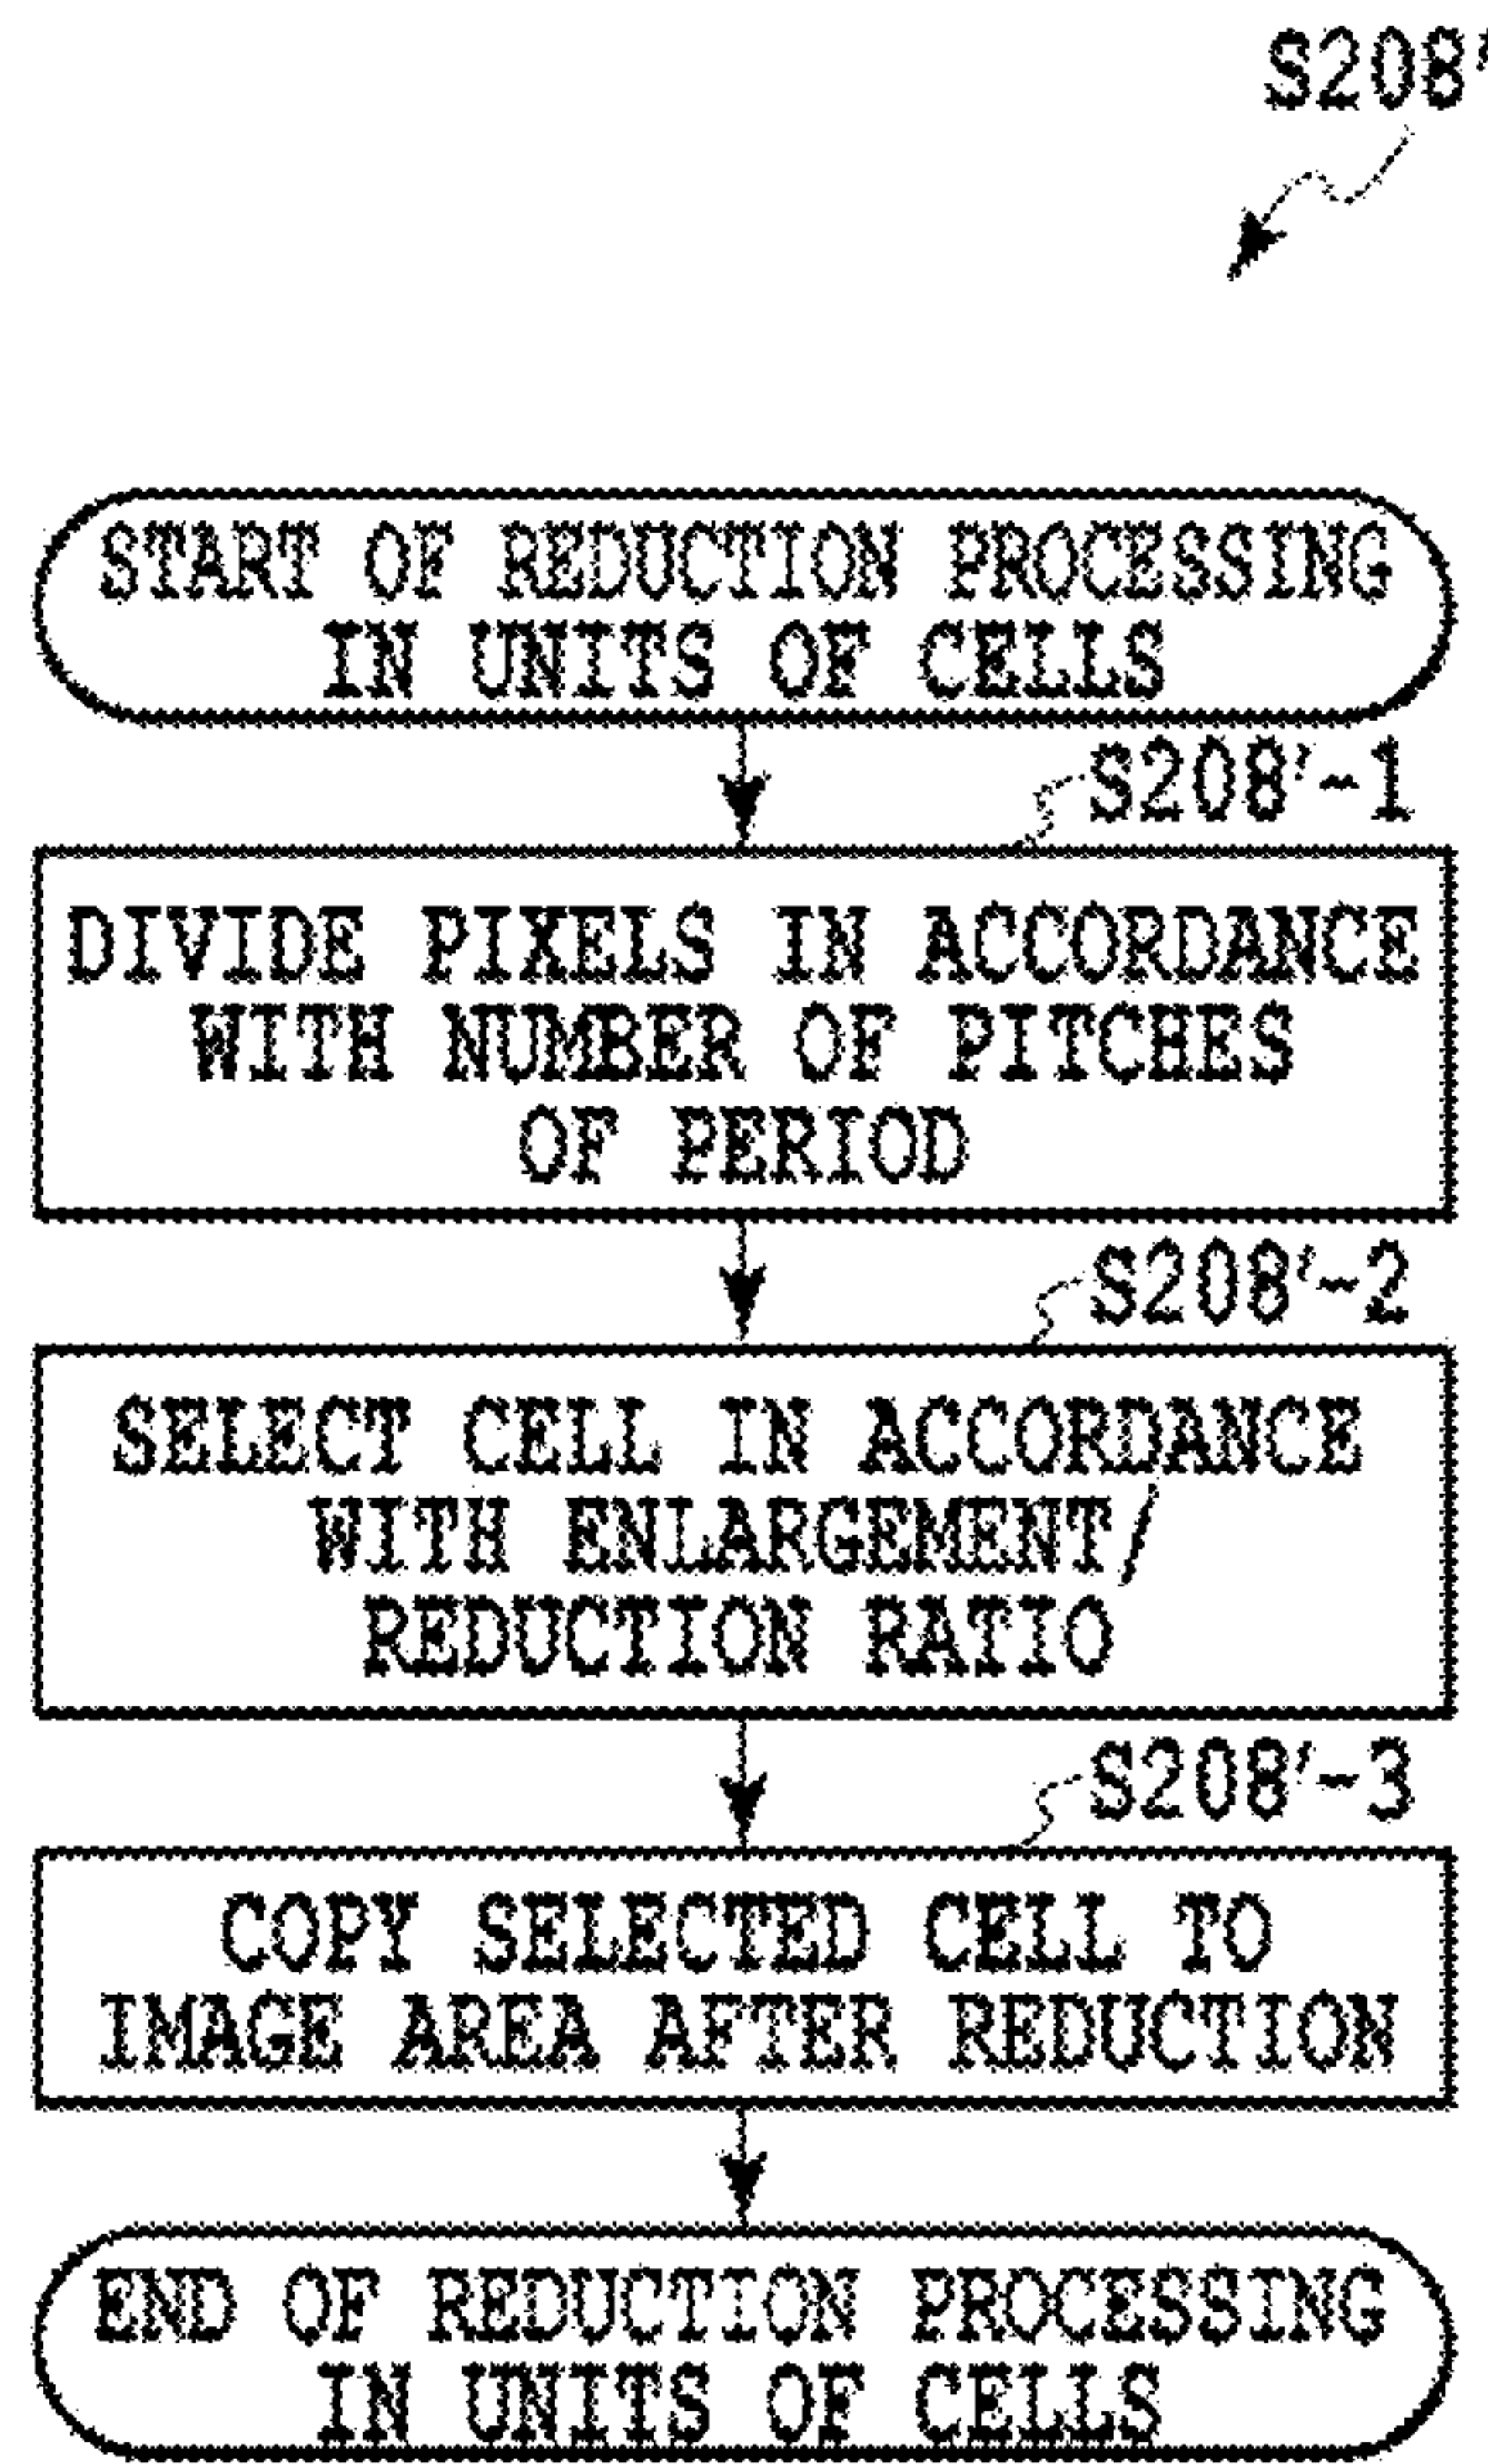 S208'
START OF REDUCTION PROCESSING
IN UNITS OF CELLS
S208'-1
DIVIDE PIXELS IN ACCORDANCE
WITH NUMBER OF PITCHES
OF PERIOD
S208'-2
SELECT CELL IN ACCORDANCE
WITH ENLARGEMENT/
REDUCTION RATIO
S208'-3
COPY SELECTED CELL TO
IMAGE AREA AFTER REDUCTION
END OF REDUCTION PROCESSING
IN UNITS OF CELLS